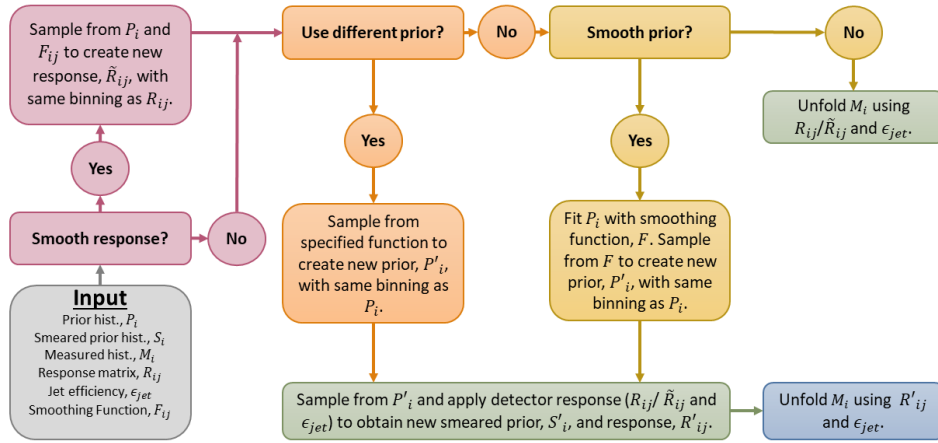 Sample from P_i and
F_ij to create new
response, R̃_ij, with
same binning as R_ij.
Yes
Smooth response?
No
Input
Prior hist., P_i
Smeared prior hist., S_i
Measured hist., M_i
Response matrix, R_ij
Jet efficiency, ϵ_jet
Smoothing Function, F_ij
Use different prior?
No
Yes
Sample from
specified function to
create new prior, P'_i,
with same binning as
P_i.
Smooth prior?
No
Yes
Fit P_i with smoothing
function, F. Sample
from F to create new
prior, P'_i, with same
binning as P_i.
Unfold M_i using
R_ij/R̃_ij and ϵ_jet.
Sample from P'_i and apply detector response (R_ij/ R̃_ij and
ϵ_jet) to obtain new smeared prior, S'_i, and response, R'_ij.
Unfold M_i using R'_ij
and ϵ_jet.